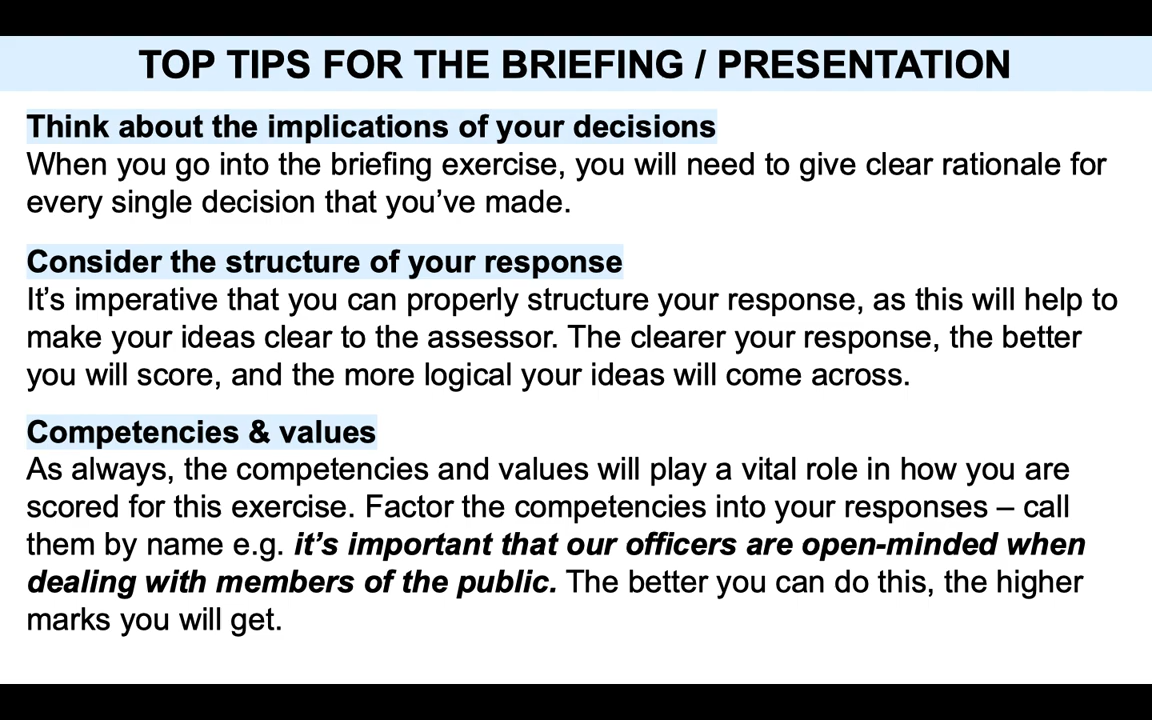 TOP TIPS FOR THE BRIEFING / PRESENTATION
Think about the implications of your decisions
When you go into the briefing exercise, you will need to give clear rationale for
every single decision that you’ve made.
Consider the structure of your response
It’s imperative that you can properly structure your response, as this will help to
make your ideas clear to the assessor. The clearer your response, the better
you will score, and the more logical your ideas will come across.
Competencies & values
As always, the competencies and values will play a vital role in how you are
scored for this exercise. Factor the competencies into your responses – call
them by name e.g. it’s important that our officers are open-minded when
dealing with members of the public. The better you can do this, the higher
marks you will get.